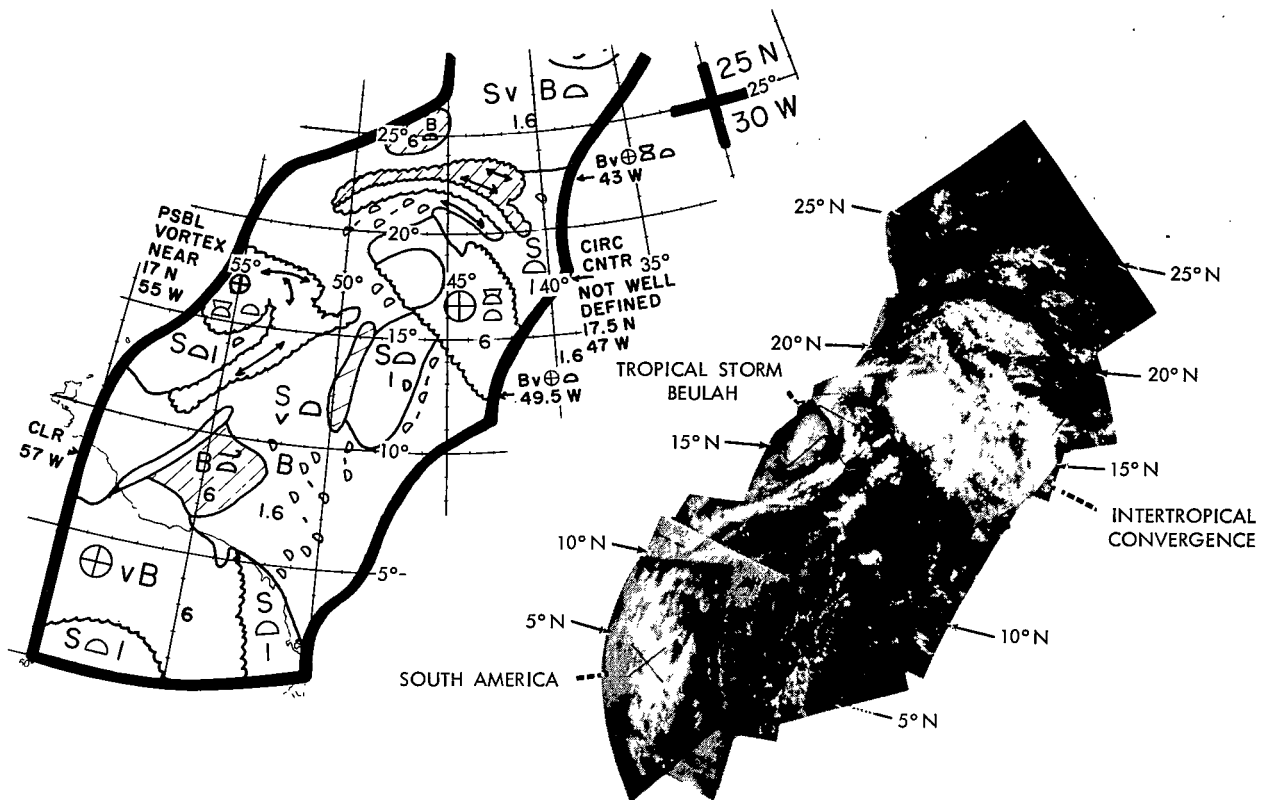 25 N
25°
30 W
S v B
1.6
B
6
25°
Bv
43 W
PSBL
VORTEX
NEAR
17 N
55 W
55°
20°
50°
45°
S
I
40°
CIRC
CNTR
NOT WELL
DEFINED
17.5 N
47 W
35°
S I
15°
6
S
I
1.6
Bv
49.5 W
S
v
CLR
57 W
10°
B
B
6
1.6
v B
5°
6
S
I
S I
60°
25° N
25° N
20° N
20° N
TROPICAL STORM
BEULAH
15° N
15° N
INTERTROPICAL
CONVERGENCE
10° N
5° N
10° N
SOUTH AMERICA
5° N